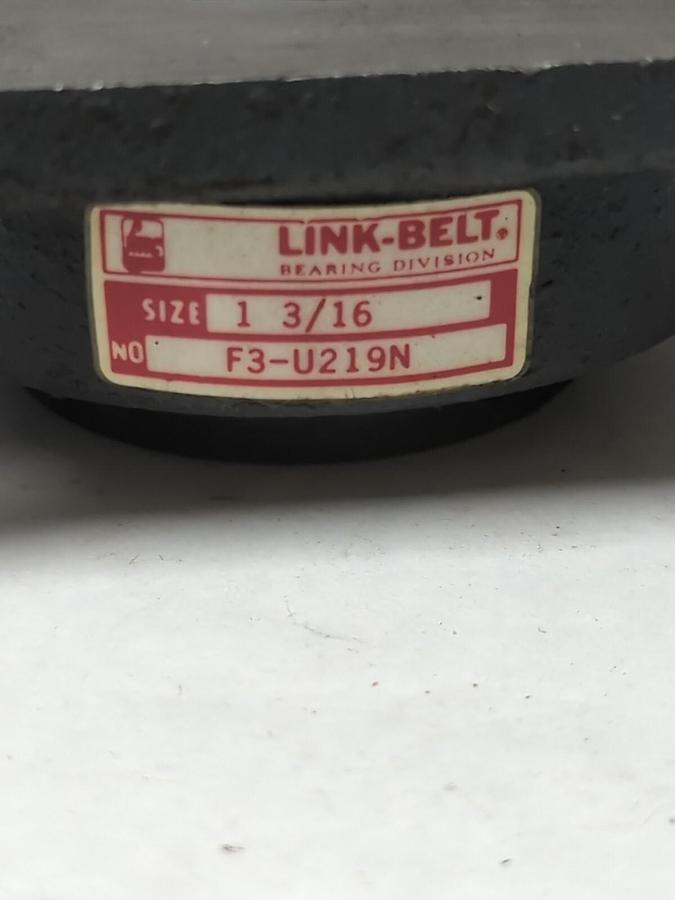 LINK-BELT.
BEARING DIVISION
SIZE 1 3/16
NO F3-U219N